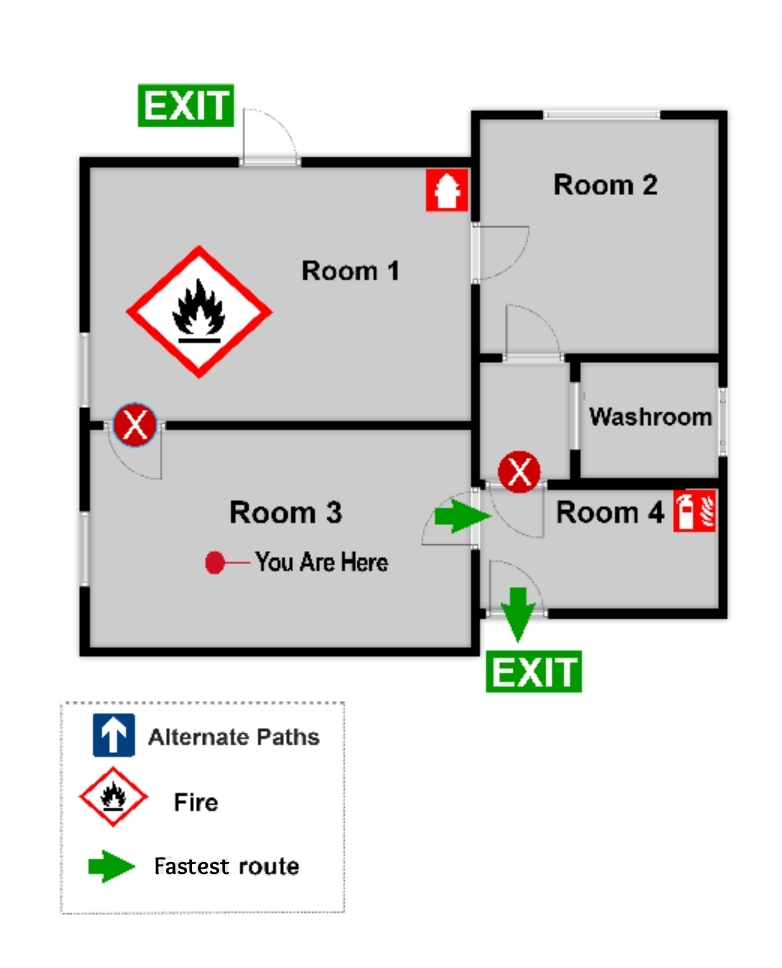 EXIT
Room 2
Room 1
Washroom
X
X
Room 3
Room 4
You Are Here
EXIT
Alternate Paths
Fire
Fastest route